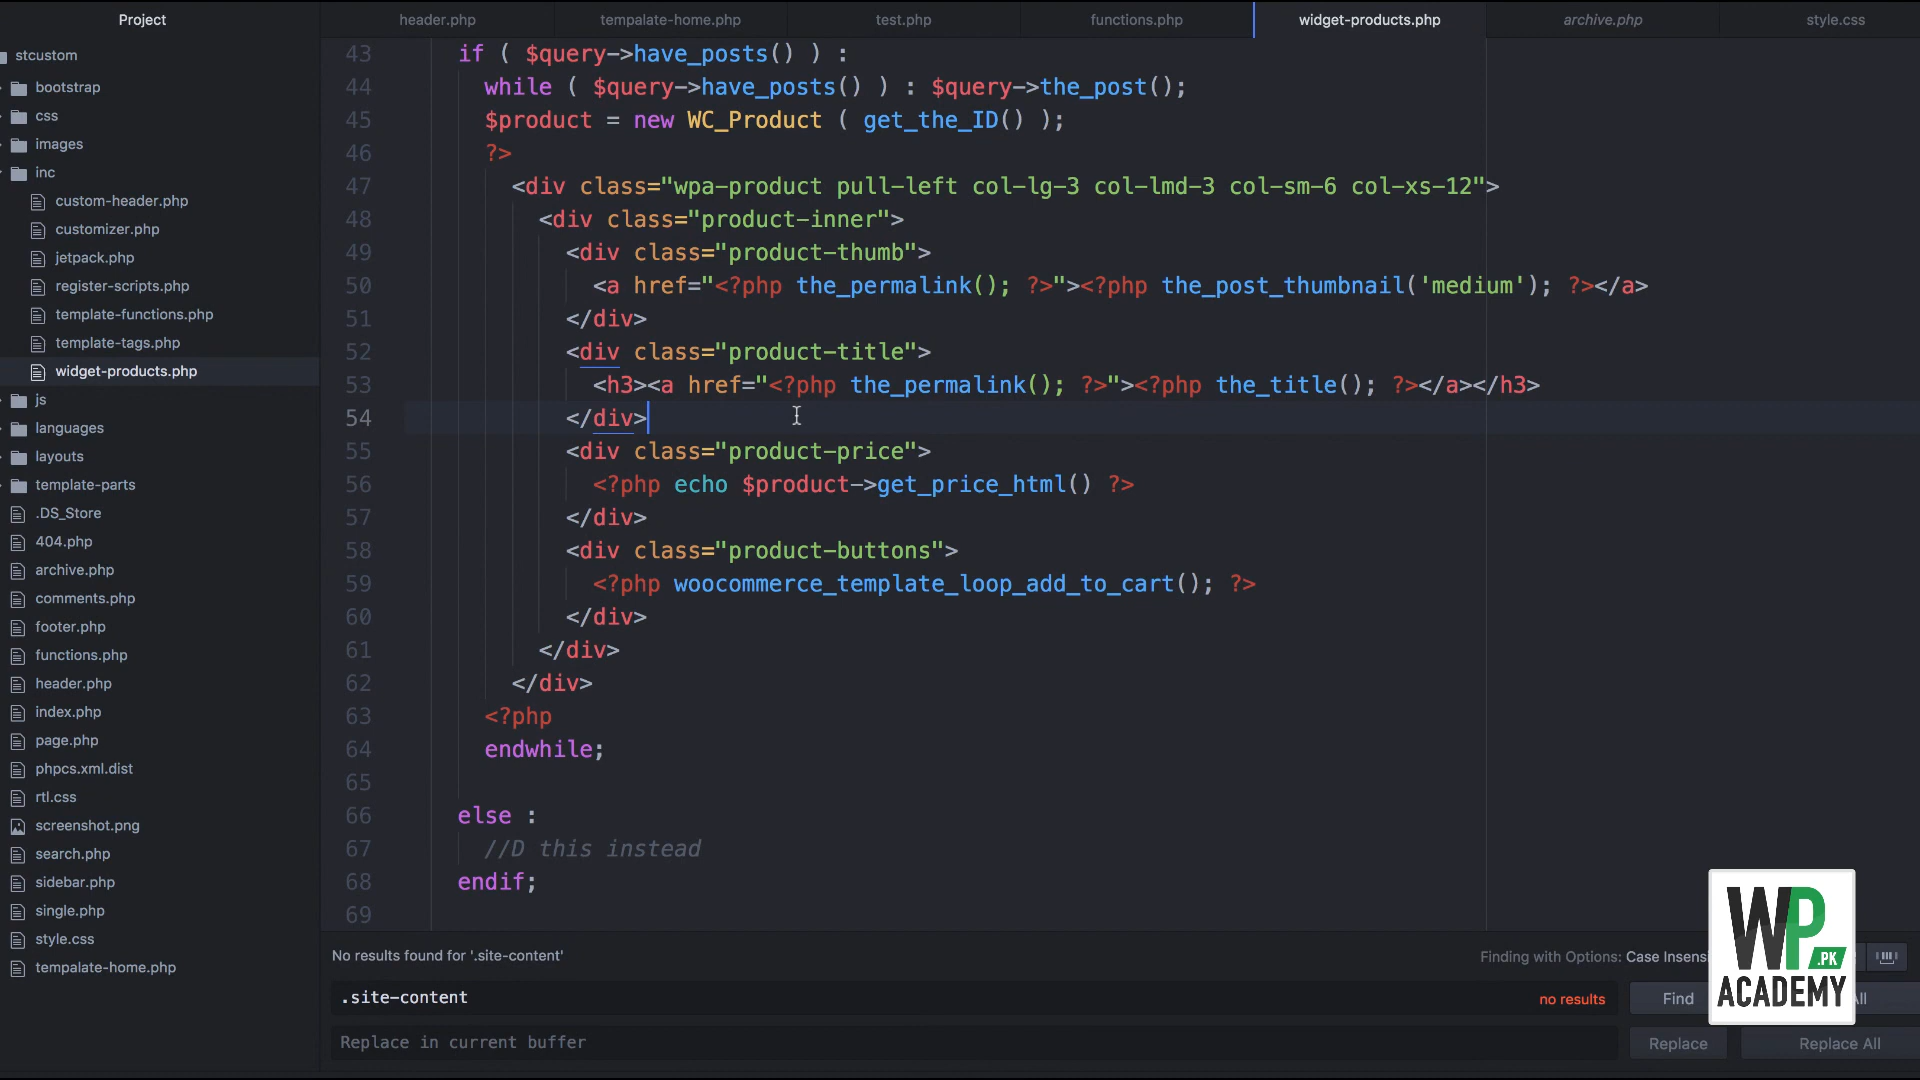 Project
header.php
tempalate-home.php
test.php
functions.php
widget-products.php
archive.php
style.css
stcustom
bootstrap
css
images
inc
custom-header.php
customizer.php
jetpack.php
register-scripts.php
template-functions.php
template-tags.php
widget-products.php
js
languages
layouts
template-parts
.DS_Store
404.php
archive.php
comments.php
footer.php
functions.php
header.php
index.php
page.php
phpcs.xml.dist
rtl.css
screenshot.png
search.php
sidebar.php
single.php
style.css
tempalate-home.php
43 if ( $query->have_posts() ) :
44 while ( $query->have_posts() ) : $query->the_post();
45 $product = new WC_Product ( get_the_ID() );
46 ?>
47 <div class="wpa-product pull-left col-lg-3 col-lmd-3 col-sm-6 col-xs-12">
48 <div class="product-inner">
49 <div class="product-thumb">
50 <a href="<?php the_permalink(); ?>"><?php the_post_thumbnail('medium'); ?></a>
51 </div>
52 <div class="product-title">
53 <h3><a href="<?php the_permalink(); ?>"><?php the_title(); ?></a></h3>
54 </div>
55 <div class="product-price">
56 <?php echo $product->get_price_html() ?>
57 </div>
58 <div class="product-buttons">
59 <?php woocommerce_template_loop_add_to_cart(); ?>
60 </div>
61 </div>
62 </div>
63 <?php
64 endwhile;
65
66 else :
67 //D this instead
68 endif;
69
No results found for '.site-content'
Finding with Options: Case Insensi
.site-content
no results
Find
All
Replace in current buffer
Replace
Replace All
WP
.PK
ACADEMY